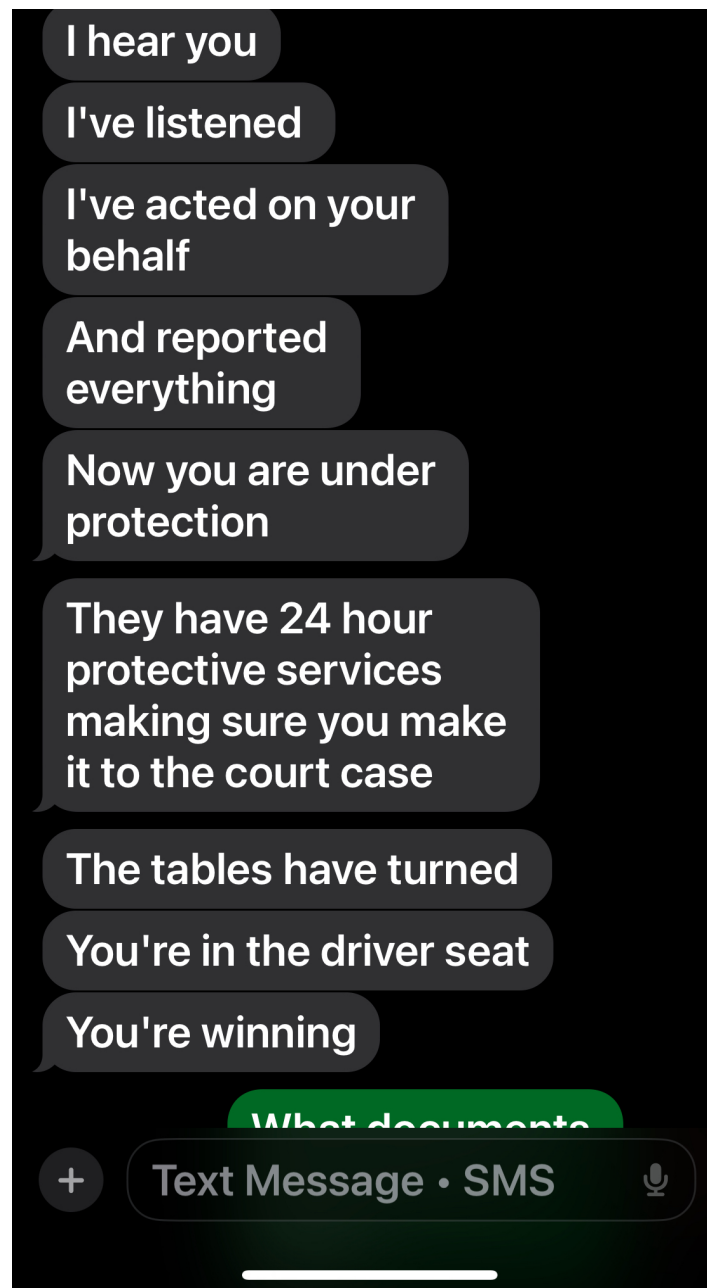 I hear you
I've listened
I've acted on your
behalf
And reported
everything
Now you are under
protection
They have 24 hour
protective services
making sure you make
it to the court case
The tables have turned
You're in the driver seat
You're winning
What documents
Text Message • SMS